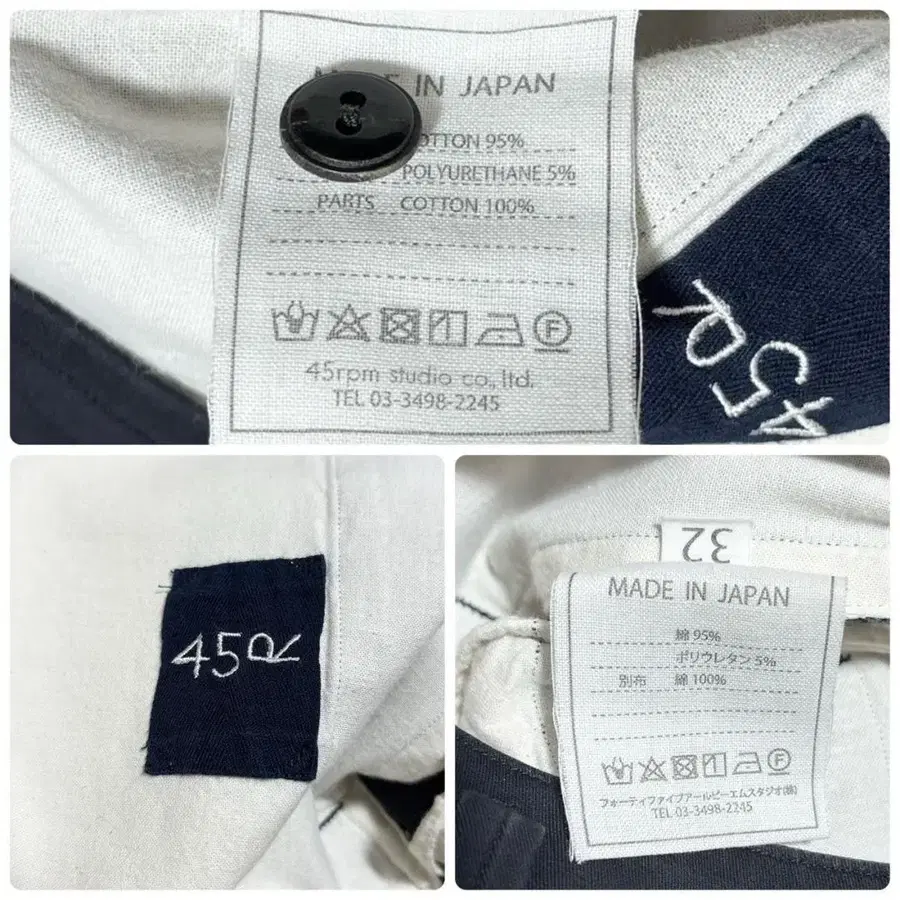 IN JAPAN
COTTON 95%
POLYURETHANE 5%
PARTS COTTON 100%
45rpm studio co.,ltd.
TEL 03-3498-2245
45R
45R
32
MADE IN JAPAN
綿 95%
ポリウレタン 5%
別布 綿 100%
フォーティファイブアールピーエムスタジオ(株)
TEL 03-3498-2245